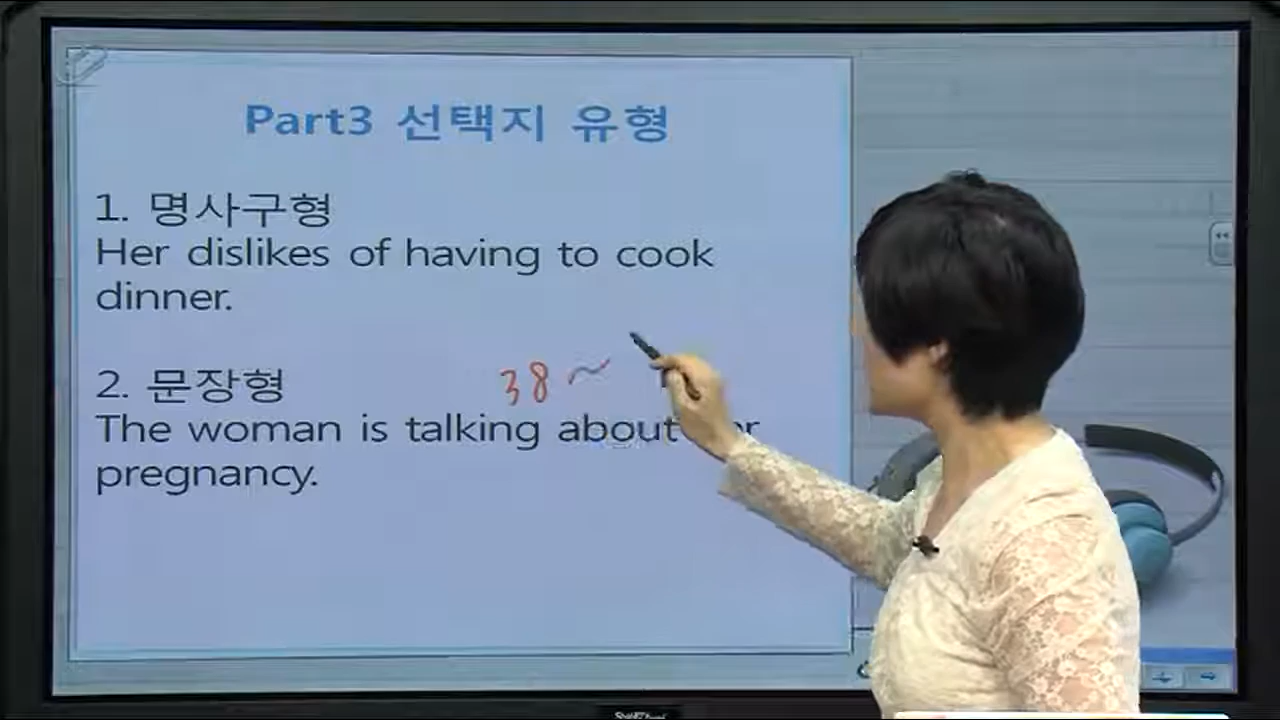 Part3 선택지 유형
1. 명사구형
Her dislikes of having to cook
dinner.
2. 문장형
38~
The woman is talking about
pregnancy.